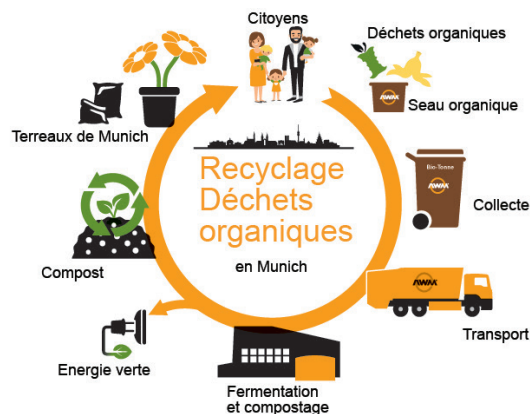 Citoyens
Déchets organiques
AWM
Seau organique
Bio-Tonne
AWM
Collecte
AWM
Transport
Fermentation
et compostage
Energie verte
Compost
Terreaux de Munich
Recyclage
Déchets
organiques
en Munich